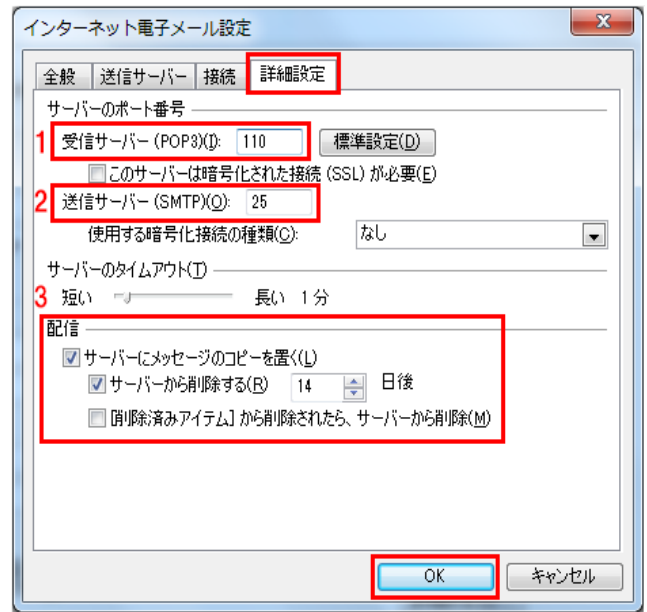 インターネット電子メール設定
全般 送信サーバー 接続 詳細設定
サーバーのポート番号
1 受信サーバー (POP3)(I): 110 標準設定(D)
このサーバーは暗号化された接続 (SSL) が必要(E)
2 送信サーバー (SMTP)(O): 25
使用する暗号化接続の種類(C): なし
サーバーのタイムアウト(T)
3 短い 長い 1 分
配信
サーバーにメッセージのコピーを置く(L)
サーバーから削除する(R) 14 日後
[削除済みアイテム] から削除されたら、サーバーから削除(M)
OK キャンセル